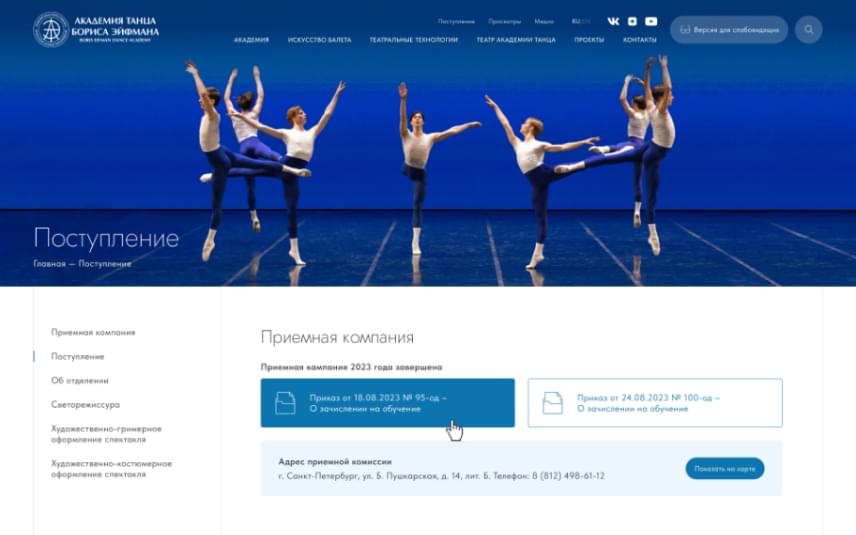 АКАДЕМИЯ ТАНЦА
БОРИСА ЭЙФМАНА
BORIS EIFMAN DANCE ACADEMY
Поступление Просмотры Медиа RU EN
Версия для слабовидящих
АКАДЕМИЯ ИСКУССТВО БАЛЕТА ТЕАТРАЛЬНЫЕ ТЕХНОЛОГИИ ТЕАТР АКАДЕМИИ ТАНЦА ПРОЕКТЫ КОНТАКТЫ
Поступление
Главная — Поступление
Приемная кампания
Поступление
Об отделении
Светорежиссура
Художественно-гримерное
оформление спектакля
Художественно-костюмерное
оформление спектакля
Приемная компания
Приемная кампание 2023 года завершена
Приказ от 18.08.2023 № 95-од –
О зачислении на обучение
Приказ от 24.08.2023 № 100-од –
О зачислении на обучение
Адрес приемной комиссии
г. Санкт-Петербург, ул. Б. Пушкарская, д. 14, лит. Б. Телефон: 8 (812) 498-61-12
Показать на карте